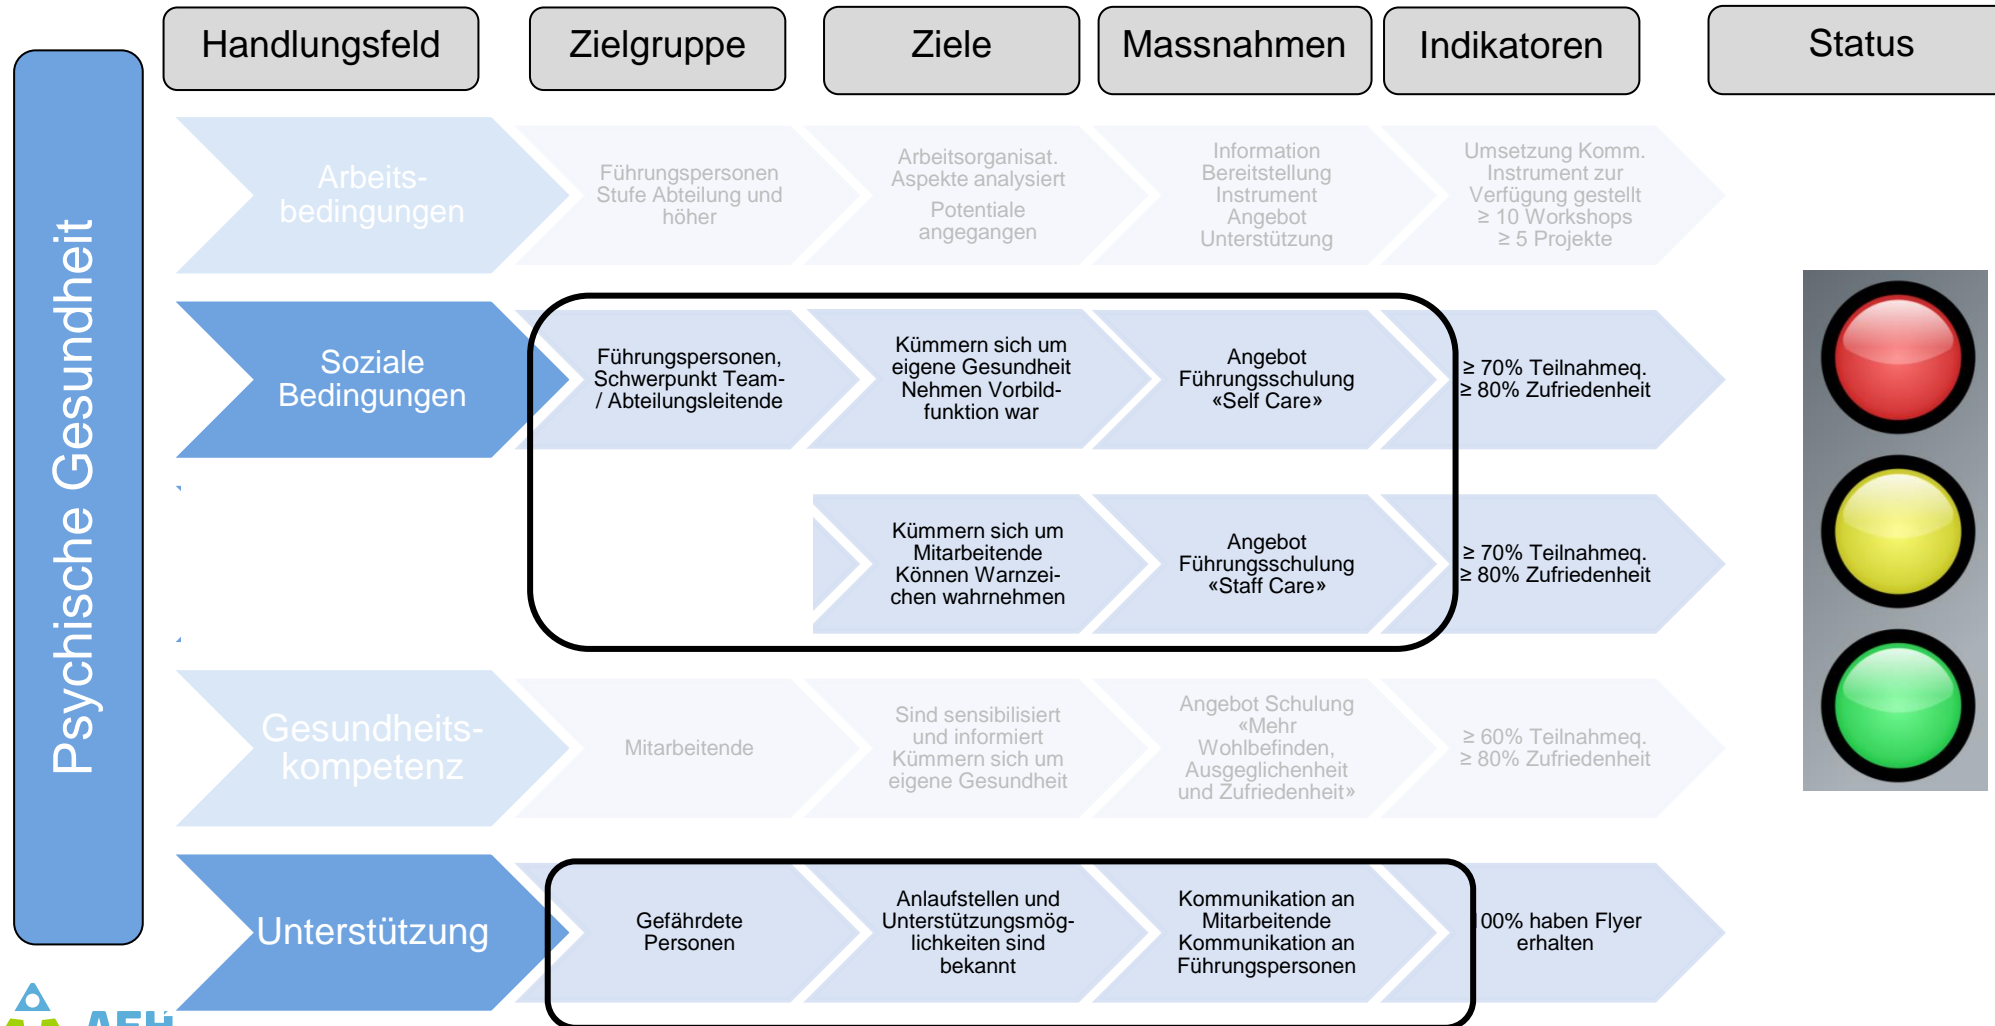 Handlungsfeld
Zielgruppe
Ziele
Massnahmen
Indikatoren
Status
Psychische Gesundheit
Arbeits-
bedingungen
Führungspersonen
Stufe Abteilung und
höher
Arbeitsorganisat.
Aspekte analysiert
Potentiale
angegangen
Information
Bereitstellung
Instrument
Angebot
Unterstützung
Umsetzung Komm.
Instrument zur
Verfügung gestellt
≥ 10 Workshops
≥ 5 Projekte
Soziale
Bedingungen
Führungspersonen,
Schwerpunkt Team-
/ Abteilungsleitende
Kümmern sich um
eigene Gesundheit
Nehmen Vorbild-
funktion war
Angebot
Führungsschulung
«Self Care»
≥ 70% Teilnahmeq.
≥ 80% Zufriedenheit
Kümmern sich um
Mitarbeitende
Können Warnzei-
chen wahrnehmen
Angebot
Führungsschulung
«Staff Care»
≥ 70% Teilnahmeq.
≥ 80% Zufriedenheit
Gesundheits-
kompetenz
Mitarbeitende
Sind sensibilisiert
und informiert
Kümmern sich um
eigene Gesundheit
Angebot Schulung
«Mehr
Wohlbefinden,
Ausgeglichenheit
und Zufriedenheit»
≥ 60% Teilnahmeq.
≥ 80% Zufriedenheit
Unterstützung
Gefährdete
Personen
Anlaufstellen und
Unterstützungsmög-
lichkeiten sind
bekannt
Kommunikation an
Mitarbeitende
Kommunikation an
Führungspersonen
100% haben Flyer
erhalten
AEH